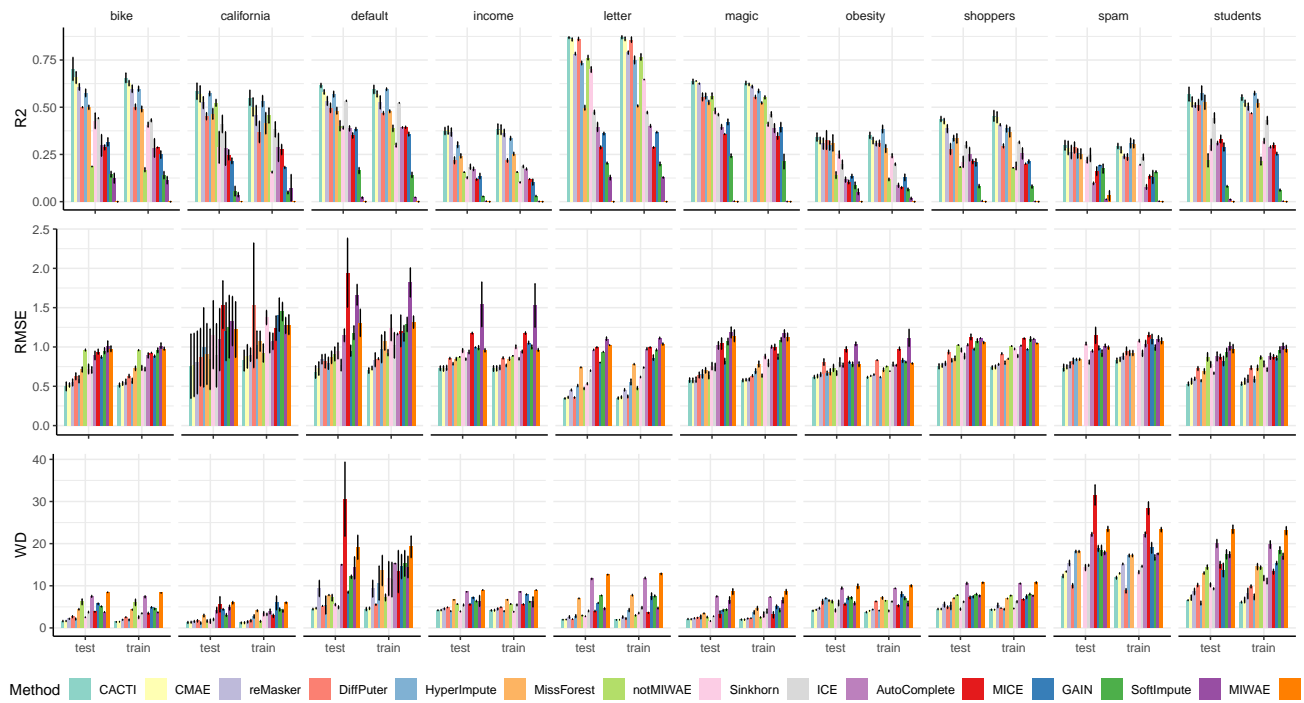 bike california default income letter magic obesity shoppers spam students
R2
0.75
0.50
0.25
0.00
RMSE
2.5
2.0
1.5
1.0
0.5
0.0
WD
40
30
20
10
0
test train test train test train test train test train test train test train test train test train test train
Method CACTI CMAE reMasker DiffPuter HyperImpute MissForest notMIWAE Sinkhorn ICE AutoComplete MICE GAIN SoftImpute MIWAE